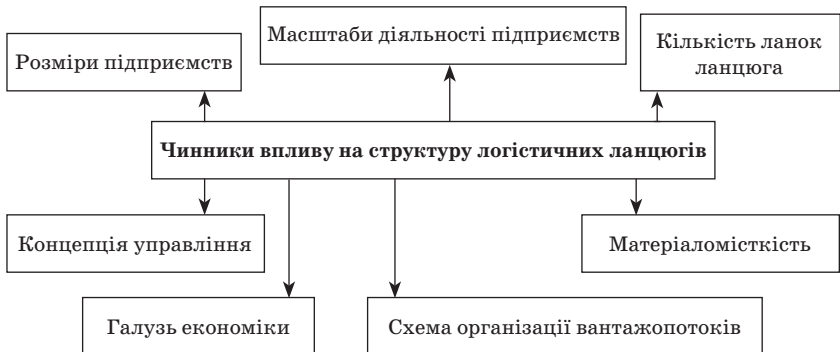 Масштаби діяльності підприємств
Розміри підприємств
Кількість ланок
ланцюга
Чинники впливу на структуру логістичних ланцюгів
Концепція управління
Матеріаломісткість
Галузь економіки
Схема організації вантажопотоків